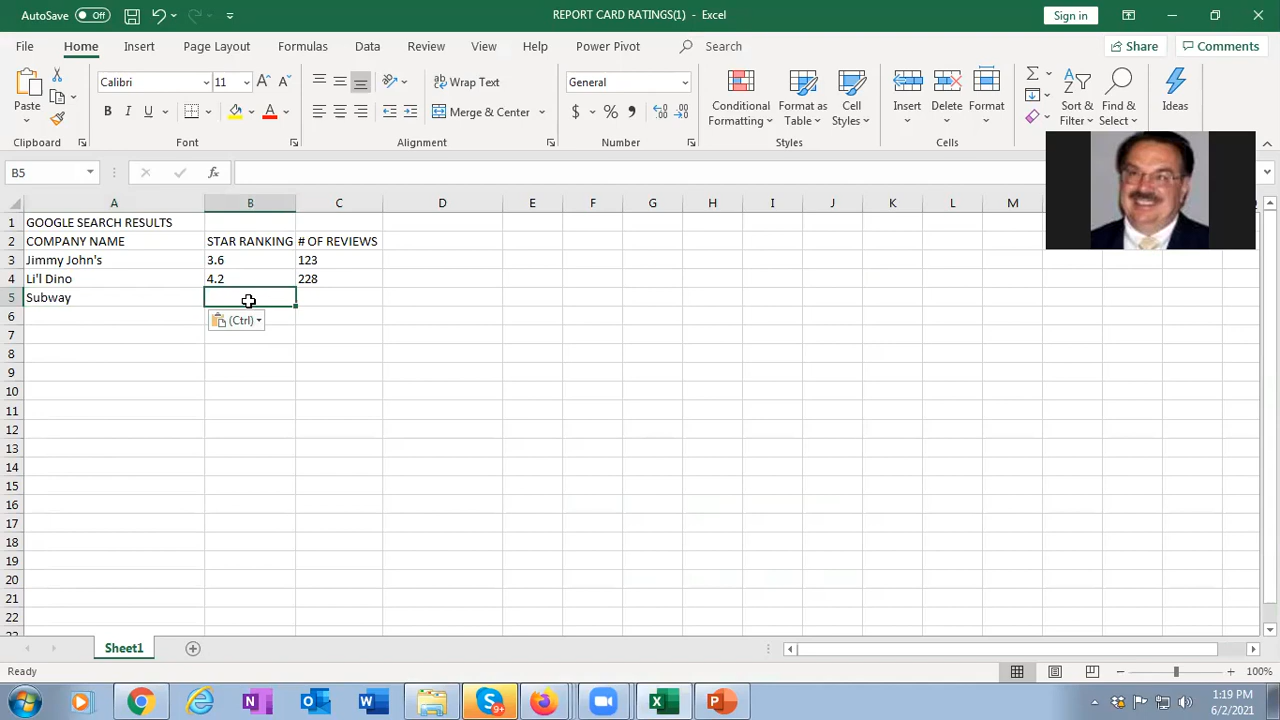 AutoSave Off REPORT CARD RATINGS(1) - Excel Sign in
File Home Insert Page Layout Formulas Data Review View Help Power Pivot Search Share Comments
Paste Calibri 11 A A Wrap Text General Conditional Formatting Format as Table Cell Styles Insert Delete Format Sort & Filter Find & Select Ideas
B I U A Merge & Center $ % ,
Clipboard Font Alignment Number Styles Cells
B5 fx
A B C D E F G H I J K L M
1 GOOGLE SEARCH RESULTS
2 COMPANY NAME STAR RANKING # OF REVIEWS
3 Jimmy John's 3.6 123
4 Li'l Dino 4.2 228
5 Subway
6 (Ctrl)
7
8
9
10
11
12
13
14
15
16
17
18
19
20
21
22
Sheet1
Ready 100%
1:19 PM
6/2/2021